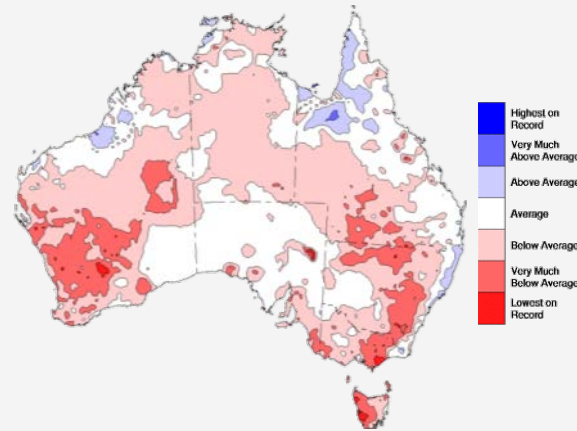 Highest on
Record
Very Much
Above Average
Above Average
Average
Below Average
Very Much
Below Average
Lowest on
Record